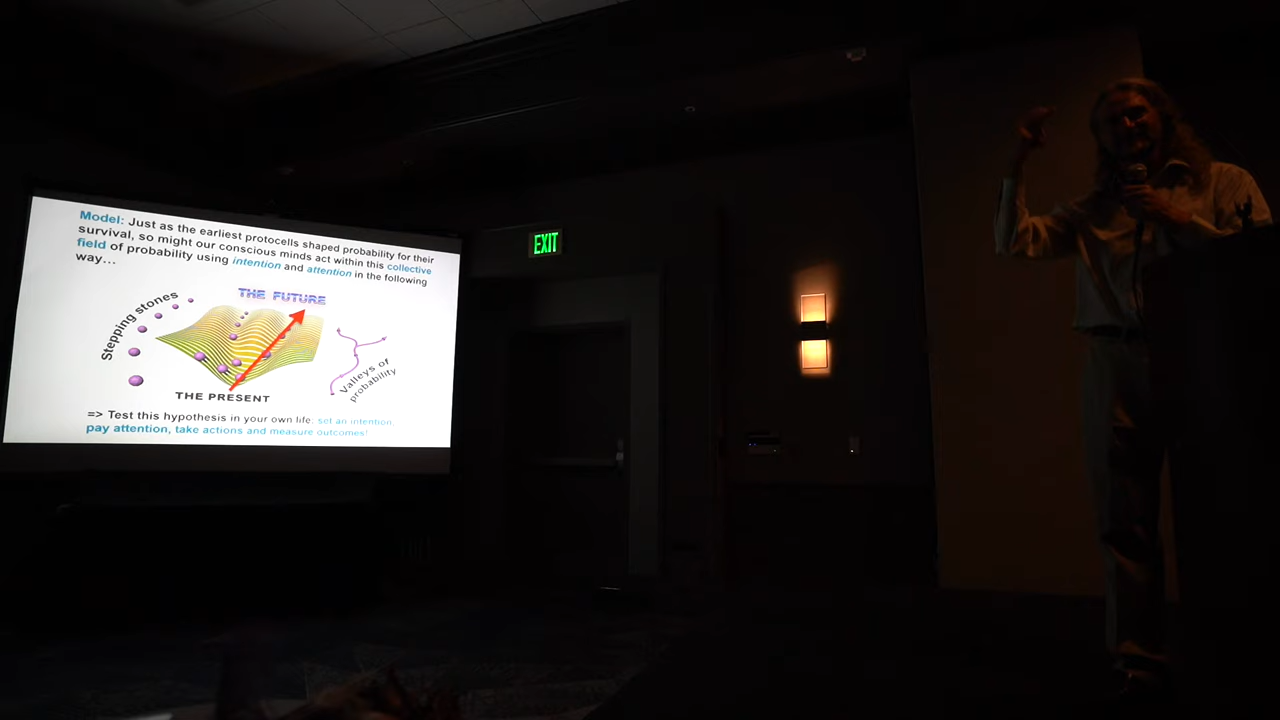 Model: Just as the earliest protocells shaped probability for their
survival, so might our conscious minds act within this collective
field of probability using intention and attention in the following
way...
Stepping stones
THE FUTURE
Valleys of
probability
THE PRESENT
=> Test this hypothesis in your own life: set an intention,
pay attention, take actions and measure outcomes!
EXIT